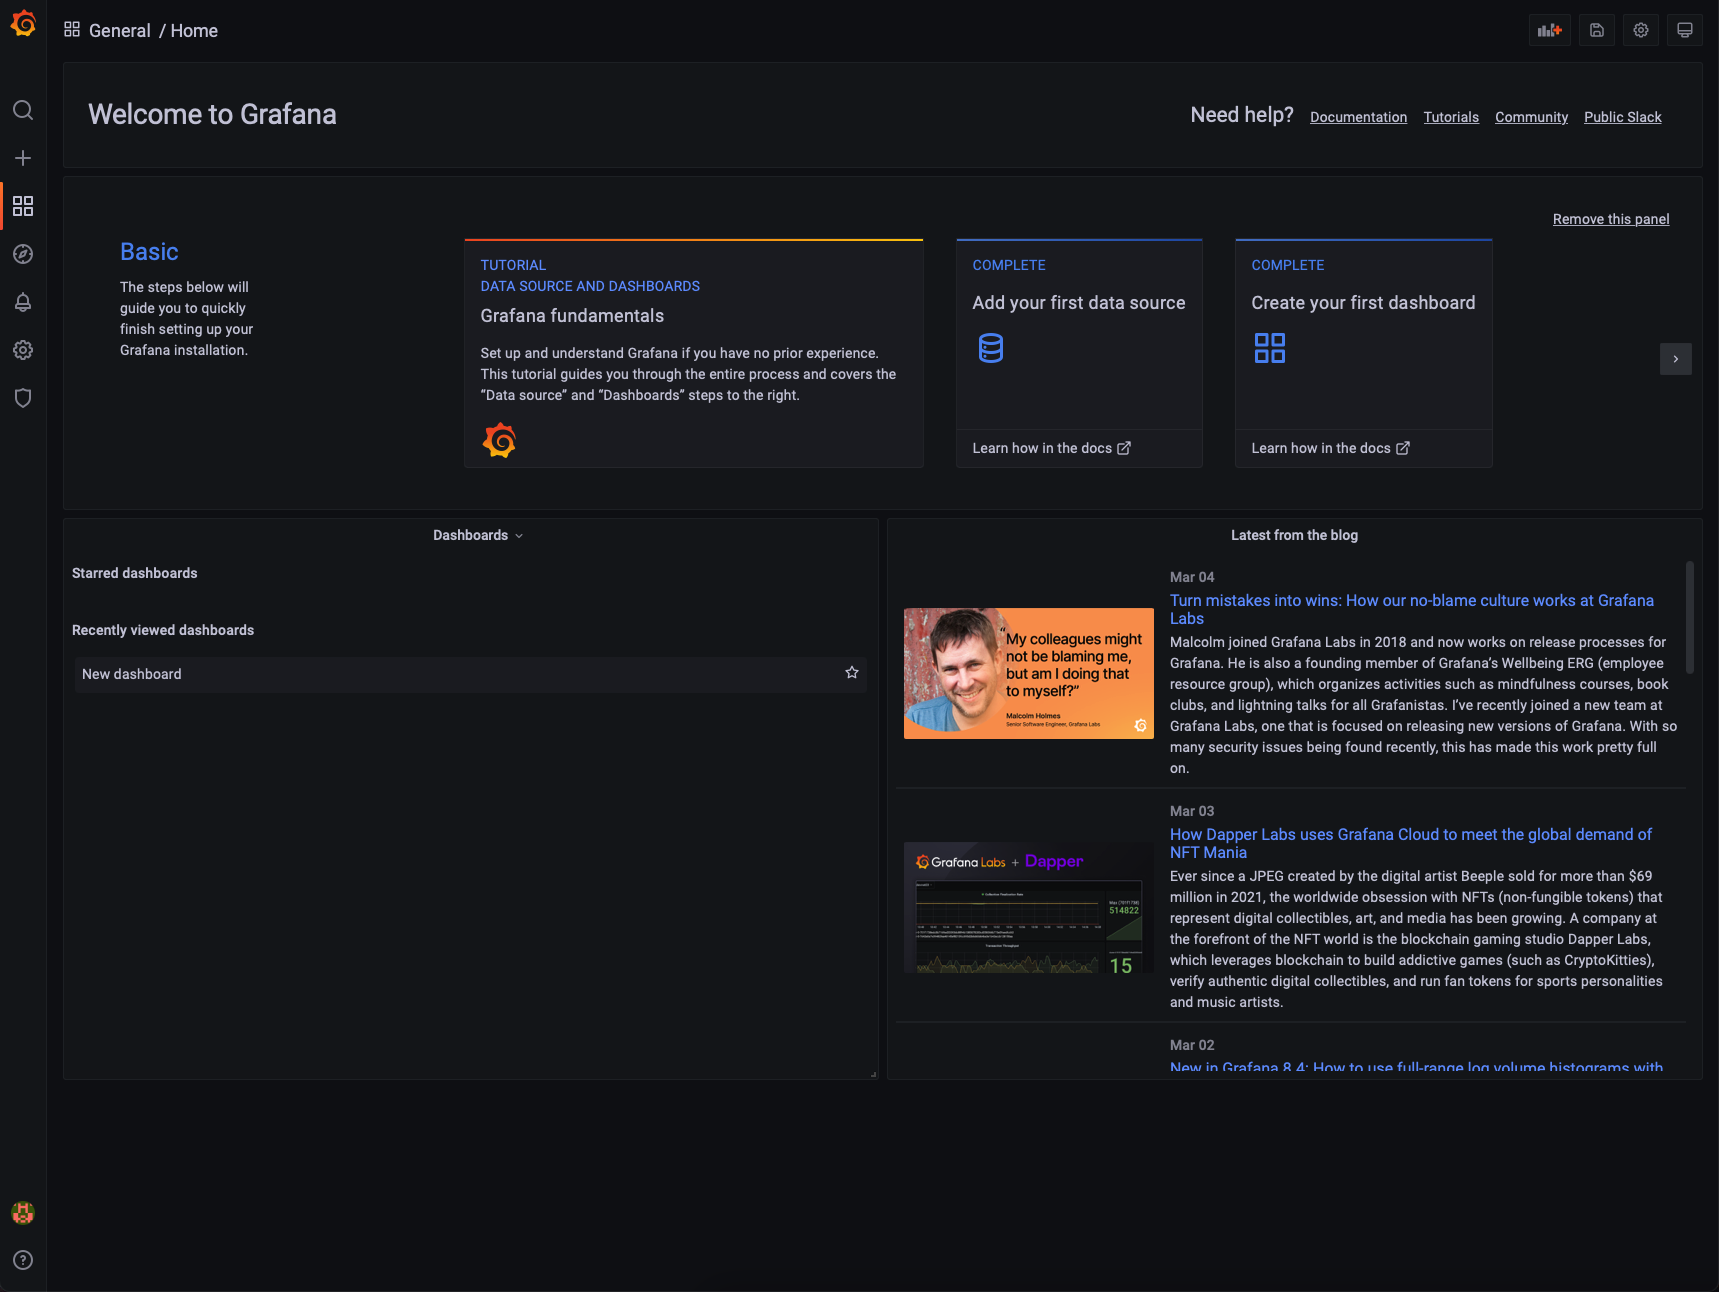 General / Home
Welcome to Grafana
Need help? Documentation Tutorials Community Public Slack
Remove this panel
Basic
The steps below will
guide you to quickly
finish setting up your
Grafana installation.
TUTORIAL
DATA SOURCE AND DASHBOARDS
Grafana fundamentals
Set up and understand Grafana if you have no prior experience.
This tutorial guides you through the entire process and covers the
“Data source” and “Dashboards” steps to the right.
COMPLETE
Add your first data source
Learn how in the docs
COMPLETE
Create your first dashboard
Learn how in the docs
Dashboards
Starred dashboards
Recently viewed dashboards
New dashboard
Latest from the blog
“My colleagues might
not be blaming me,
but am I doing that
to myself?”
Malcolm Holmes
Senior Software Engineer, Grafana Labs
Mar 04
Turn mistakes into wins: How our no-blame culture works at Grafana
Labs
Malcolm joined Grafana Labs in 2018 and now works on release processes for
Grafana. He is also a founding member of Grafana’s Wellbeing ERG (employee
resource group), which organizes activities such as mindfulness courses, book
clubs, and lightning talks for all Grafanistas. I’ve recently joined a new team at
Grafana Labs, one that is focused on releasing new versions of Grafana. With so
many security issues being found recently, this has made this work pretty full
on.
Grafana Labs + Dapper
514822
15
Mar 03
How Dapper Labs uses Grafana Cloud to meet the global demand of
NFT Mania
Ever since a JPEG created by the digital artist Beeple sold for more than $69
million in 2021, the worldwide obsession with NFTs (non-fungible tokens) that
represent digital collectibles, art, and media has been growing. A company at
the forefront of the NFT world is the blockchain gaming studio Dapper Labs,
which leverages blockchain to build addictive games (such as CryptoKitties),
verify authentic digital collectibles, and run fan tokens for sports personalities
and music artists.
Mar 02
New in Grafana 8.4: How to use full-range log volume histograms with